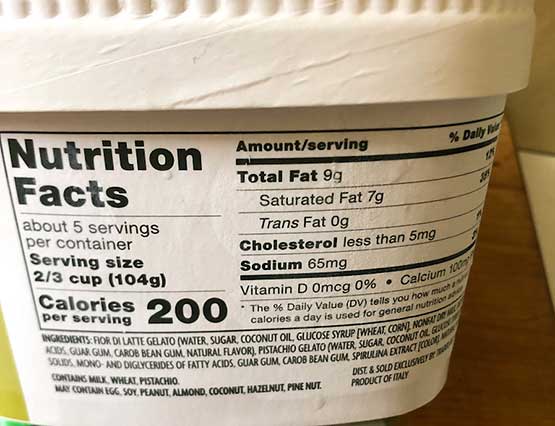 Nutrition
Facts
about 5 servings
per container
Serving size
2/3 cup (104g)
Calories
per serving
200
Amount/serving
% Daily
Total Fat 9g
Saturated Fat 7g
Trans Fat 0g
Cholesterol less than 5mg
Sodium 65mg
Vitamin D 0mcg 0% • Calcium 100mg
* The % Daily Value (DV) tells you how much a
calories a day is used for general nutrition
INGREDIENTS: FIOR DI LATTE GELATO (WATER, SUGAR, COCONUT OIL, GLUCOSE SYRUP [WHEAT, CORN], NONFAT DRY MILK
ACIDS, GUAR GUM, CAROB BEAN GUM, NATURAL FLAVOR), PISTACHIO GELATO (WATER, SUGAR, COCONUT OIL,
SOLIDS, MONO- AND DIGLYCERIDES OF FATTY ACIDS, GUAR GUM, CAROB BEAN GUM, SPIRULINA EXTRACT [COLOR],
CONTAINS MILK, WHEAT, PISTACHIO.
MAY CONTAIN EGG, SOY, PEANUT, ALMOND, COCONUT, HAZELNUT, PINE NUT.
DIST. & SOLD EXCLUSIVELY BY:
PRODUCT OF ITALY